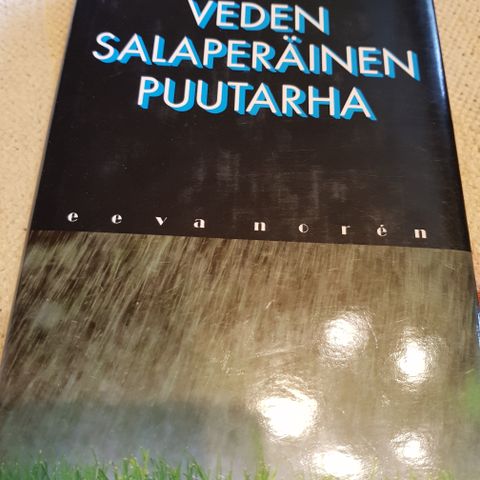 VEDEN
SALAPERÄINEN
PUUTARHA
eeva norén